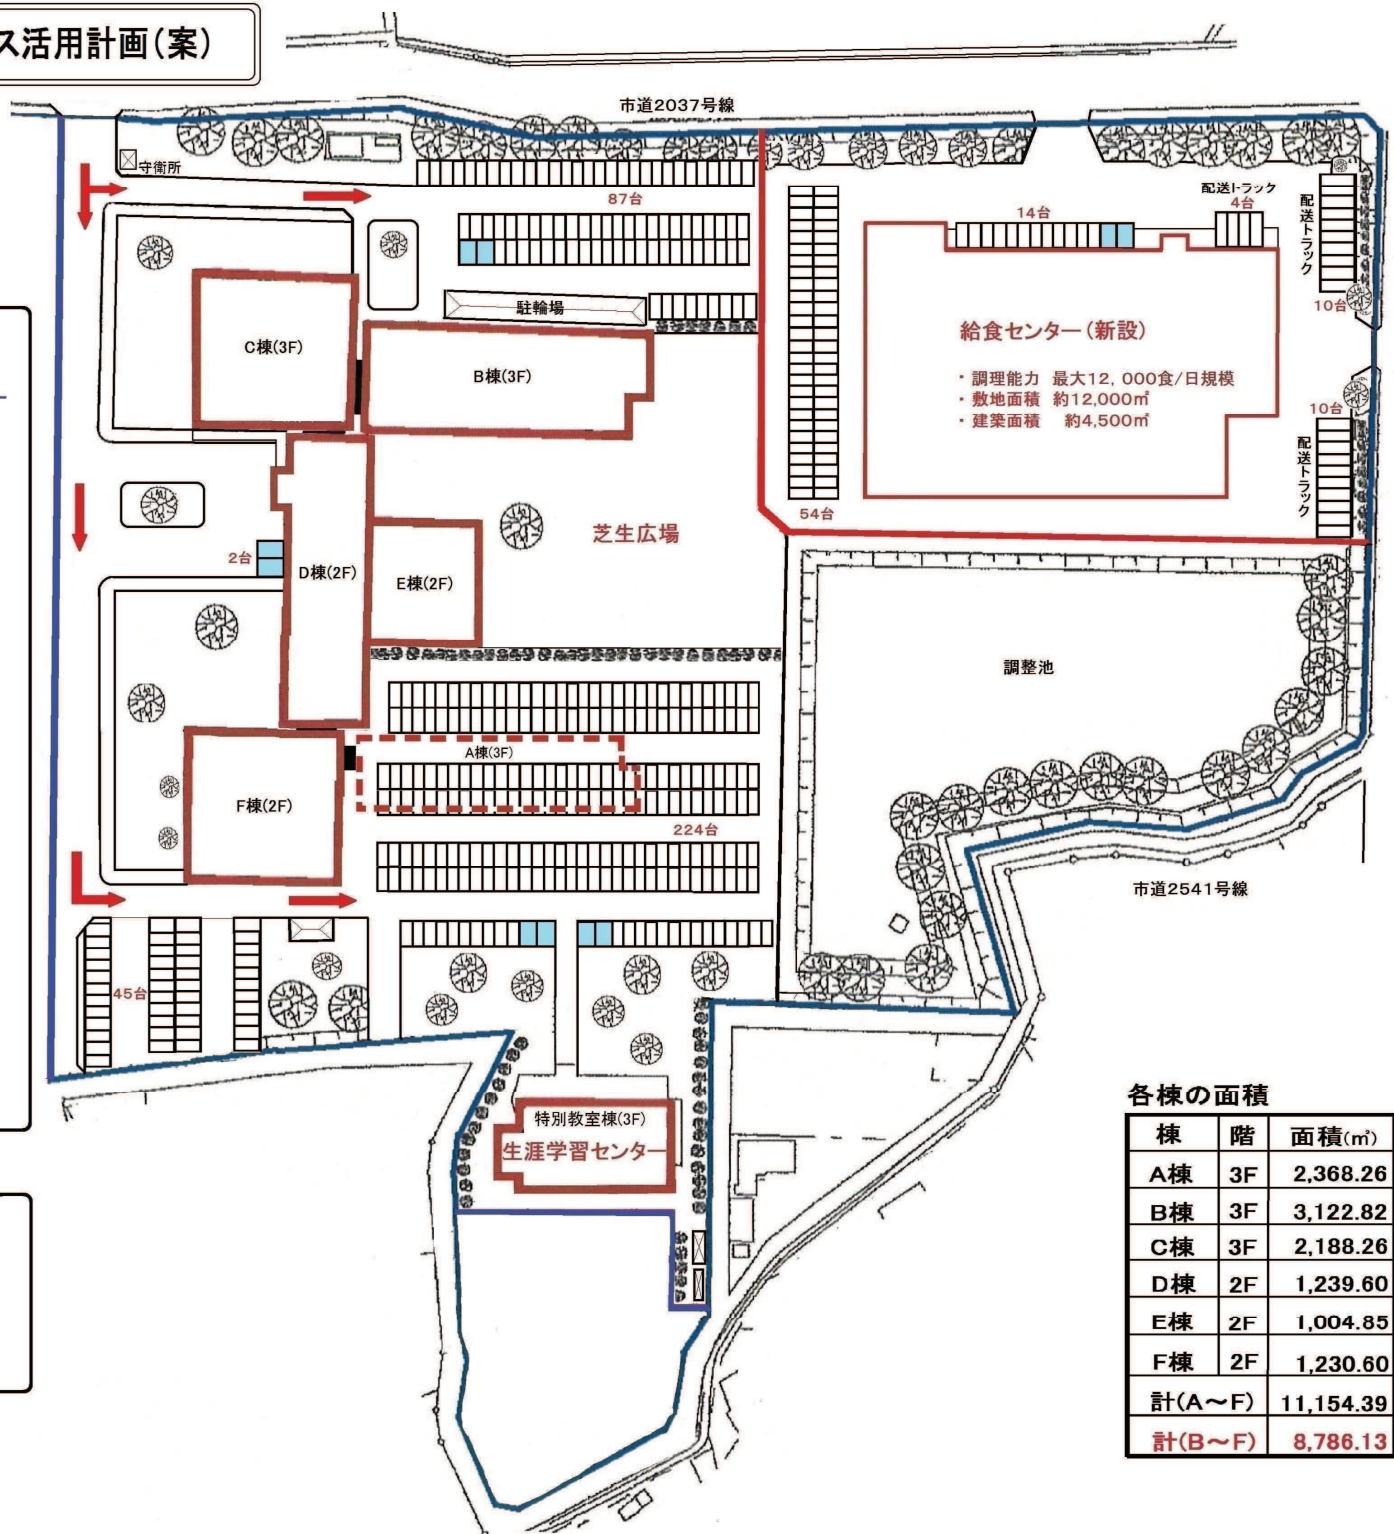 ス活用計画(案)
市道2037号線
守衛所
87台
配送トラック
4台
14台
配送トラック
10台
駐輪場
C棟(3F)
B棟(3F)
給食センター(新設)
・調理能力 最大12,000食/日規模
・敷地面積 約12,000㎡
・建築面積 約4,500㎡
10台
配送トラック
54台
芝生広場
2台
D棟(2F)
E棟(2F)
調整池
A棟(3F)
F棟(2F)
224台
市道2541号線
45台
特別教室棟(3F)
生涯学習センター
各棟の面積
棟 階 面積(㎡)
A棟 3F 2,368.26
B棟 3F 3,122.82
C棟 3F 2,188.26
D棟 2F 1,239.60
E棟 2F 1,004.85
F棟 2F 1,230.60
計(A～F) 11,154.39
計(B～F) 8,786.13